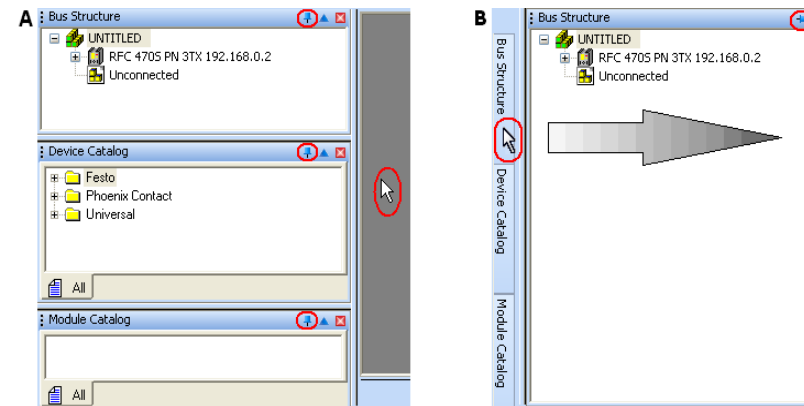 A
Bus Structure
UNTITLED
RFC 470S PN 3TX 192.168.0.2
Unconnected
Device Catalog
Festo
Phoenix Contact
Universal
All
Module Catalog
All
B
Bus Structure
Device Catalog
Module Catalog
Bus Structure
UNTITLED
RFC 470S PN 3TX 192.168.0.2
Unconnected